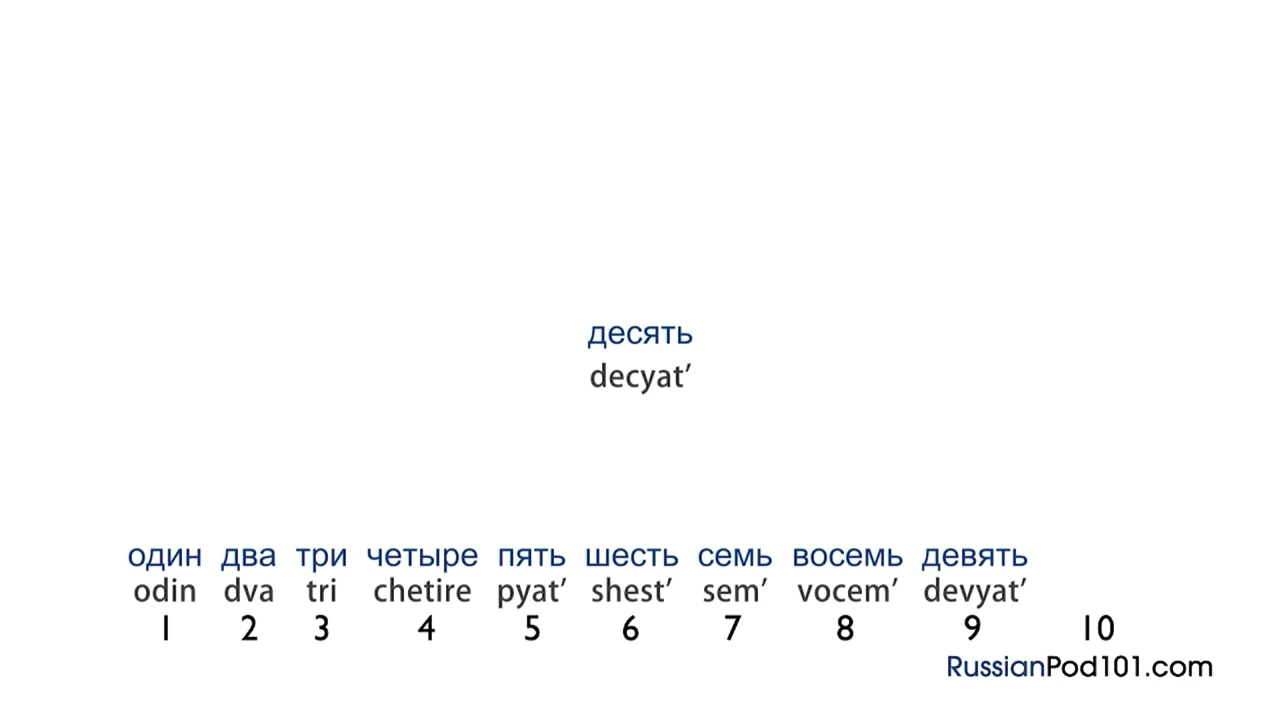 десять
decyat’
один два три четыре пять шесть семь восемь девять
odin dva tri chetire pyat’ shest’ sem’ vocem’ devyat’
1 2 3 4 5 6 7 8 9 10
RussianPod101.com